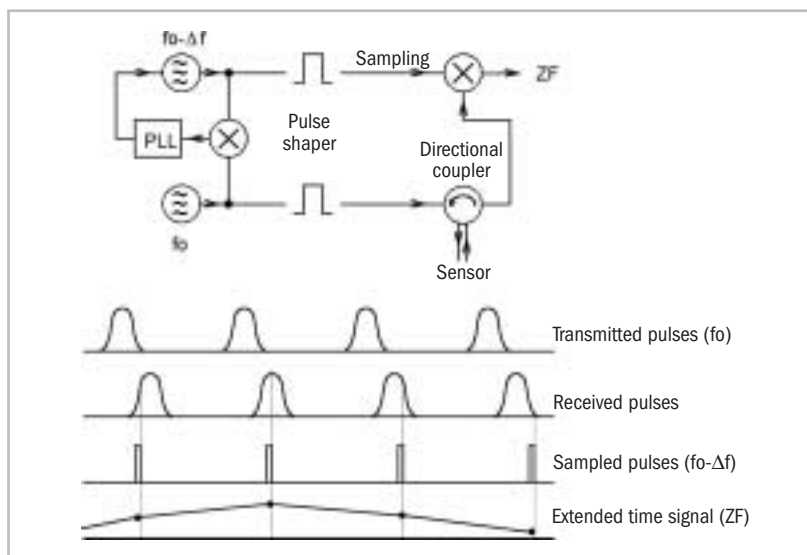 fo-Δf
Sampling
ZF
PLL
Pulse
shaper
Directional
coupler
fo
Sensor
Transmitted pulses (fo)
Received pulses
Sampled pulses (fo-Δf)
Extended time signal (ZF)